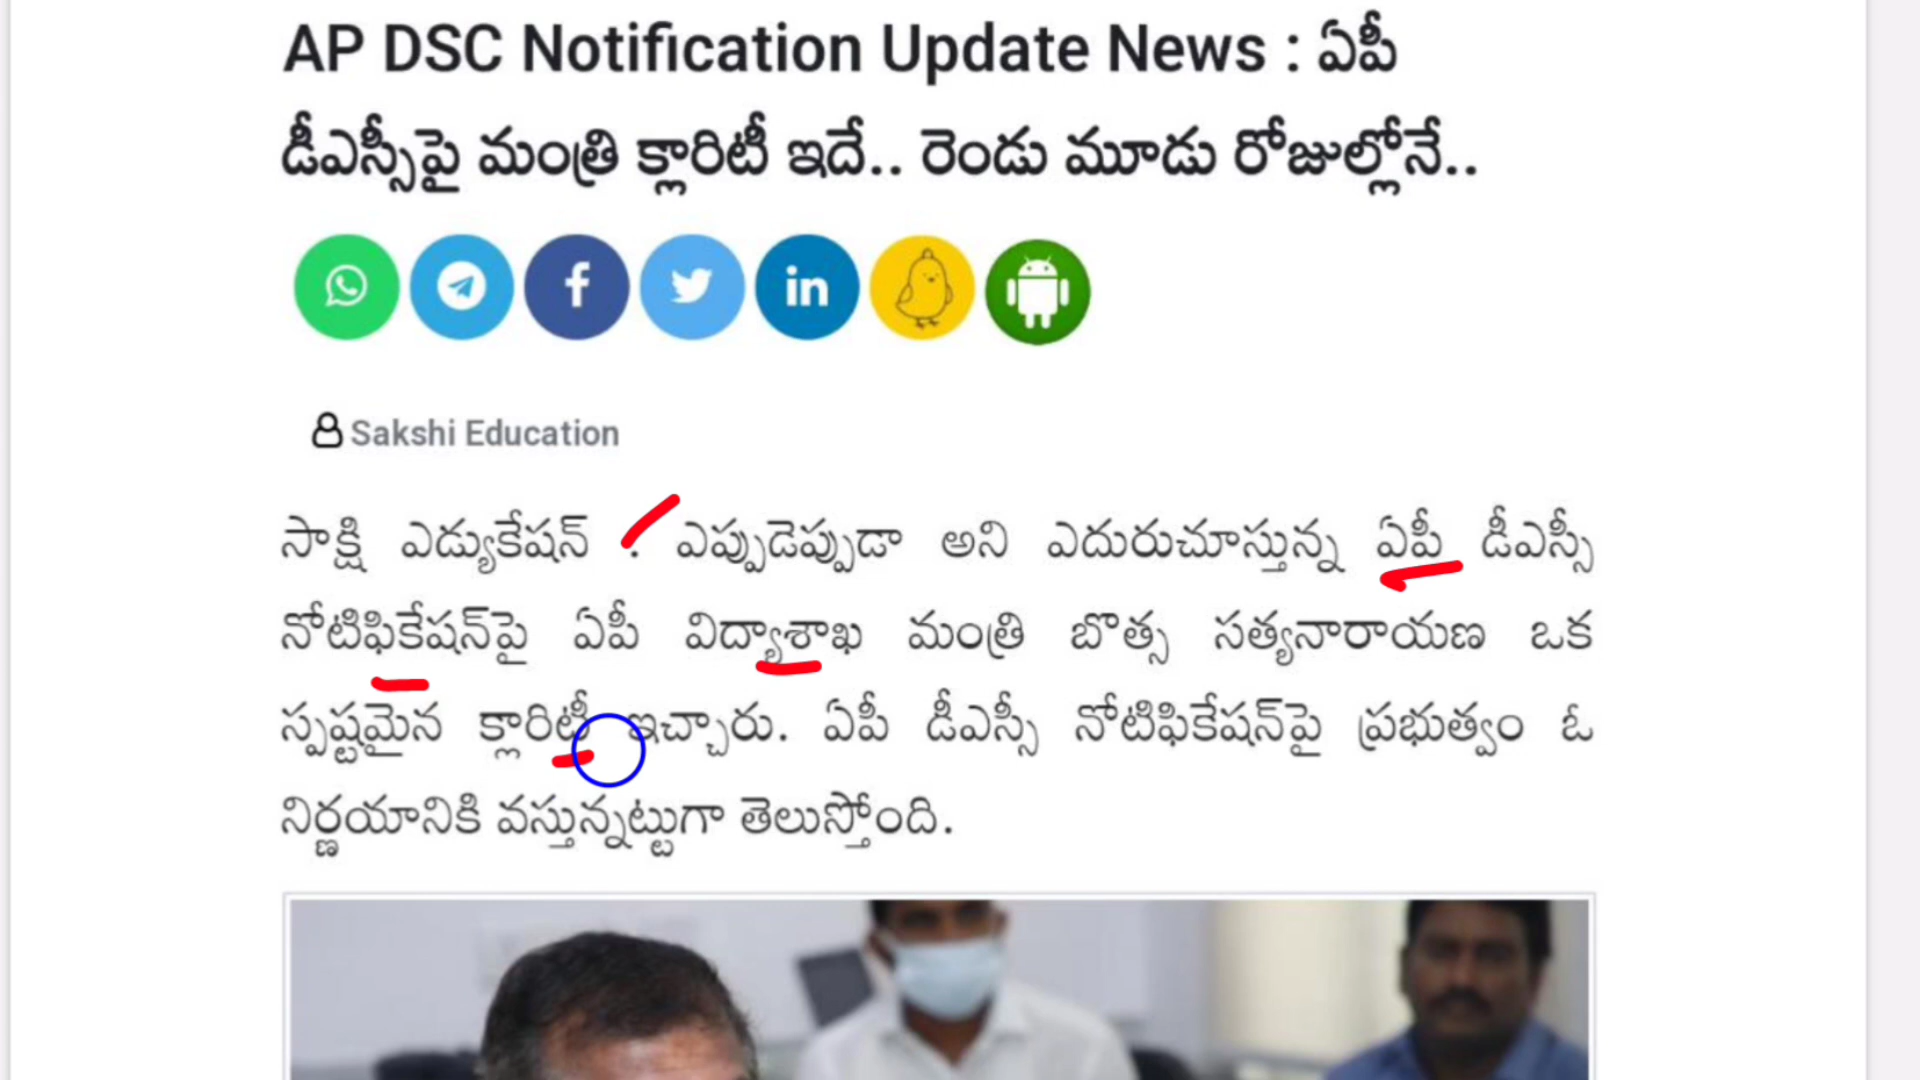 AP DSC Notification Update News : ఏపీ
డీఎస్సీపై మంత్రి క్లారిటీ ఇదే.. రెండు మూడు రోజుల్లోనే..
in
Sakshi Education
సాక్షి ఎడ్యుకేషన్ : ఎప్పుడెప్పుడా అని ఎదురుచూస్తున్న ఏపీ డీఎస్సీ
నోటిఫికేషన్‌పై ఏపీ విద్యాశాఖ మంత్రి బొత్స సత్యనారాయణ ఒక
స్పష్టమైన క్లారిటీ ఇచ్చారు. ఏపీ డీఎస్సీ నోటిఫికేషన్‌పై ప్రభుత్వం ఓ
నిర్ణయానికి వస్తున్నట్టుగా తెలుస్తోంది.